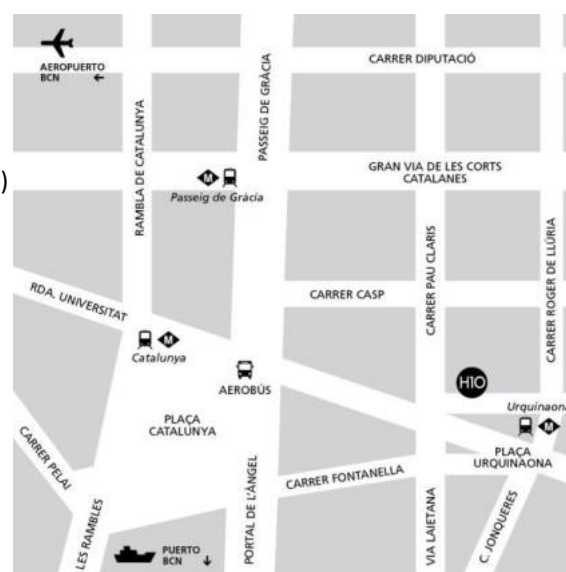 CARRER DIPUTACIÓ
AEROPUERTO
BCN ←
RAMBLA DE CATALUNYA
PASSEIG DE GRÀCIA
)
GRAN VIA DE LES CORTS
CATALANES
M
Passeig de Gràcia
CARRER PAU CLARIS
CARRER ROGER DE LLÚRIA
RDA. UNIVERSITAT
CARRER CASP
M
Catalunya
AEROBÚS
H10
Urquinaona
M
PLAÇA
CATALUNYA
CARRER PELAI
PLAÇA
URQUINAONA
CARRER FONTANELLA
LES RAMBLES
PORTAL DE L'ÀNGEL
VIA LAIETANA
C. JONQUERES
PUERTO
BCN ↓